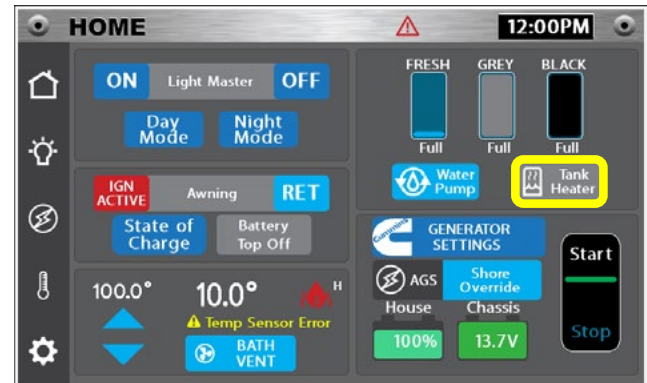 HOME
12:00PM
ON Light Master OFF
Day Mode
Night Mode
IGN ACTIVE
Awning
RET
State of Charge
Battery Top Off
100.0°
10.0°
H
Temp Sensor Error
BATH VENT
FRESH GREY BLACK
Full Full Full
Water Pump
Tank Heater
Cummins
GENERATOR SETTINGS
AGS
Shore Override
House Chassis
100% 13.7V
Start
Stop